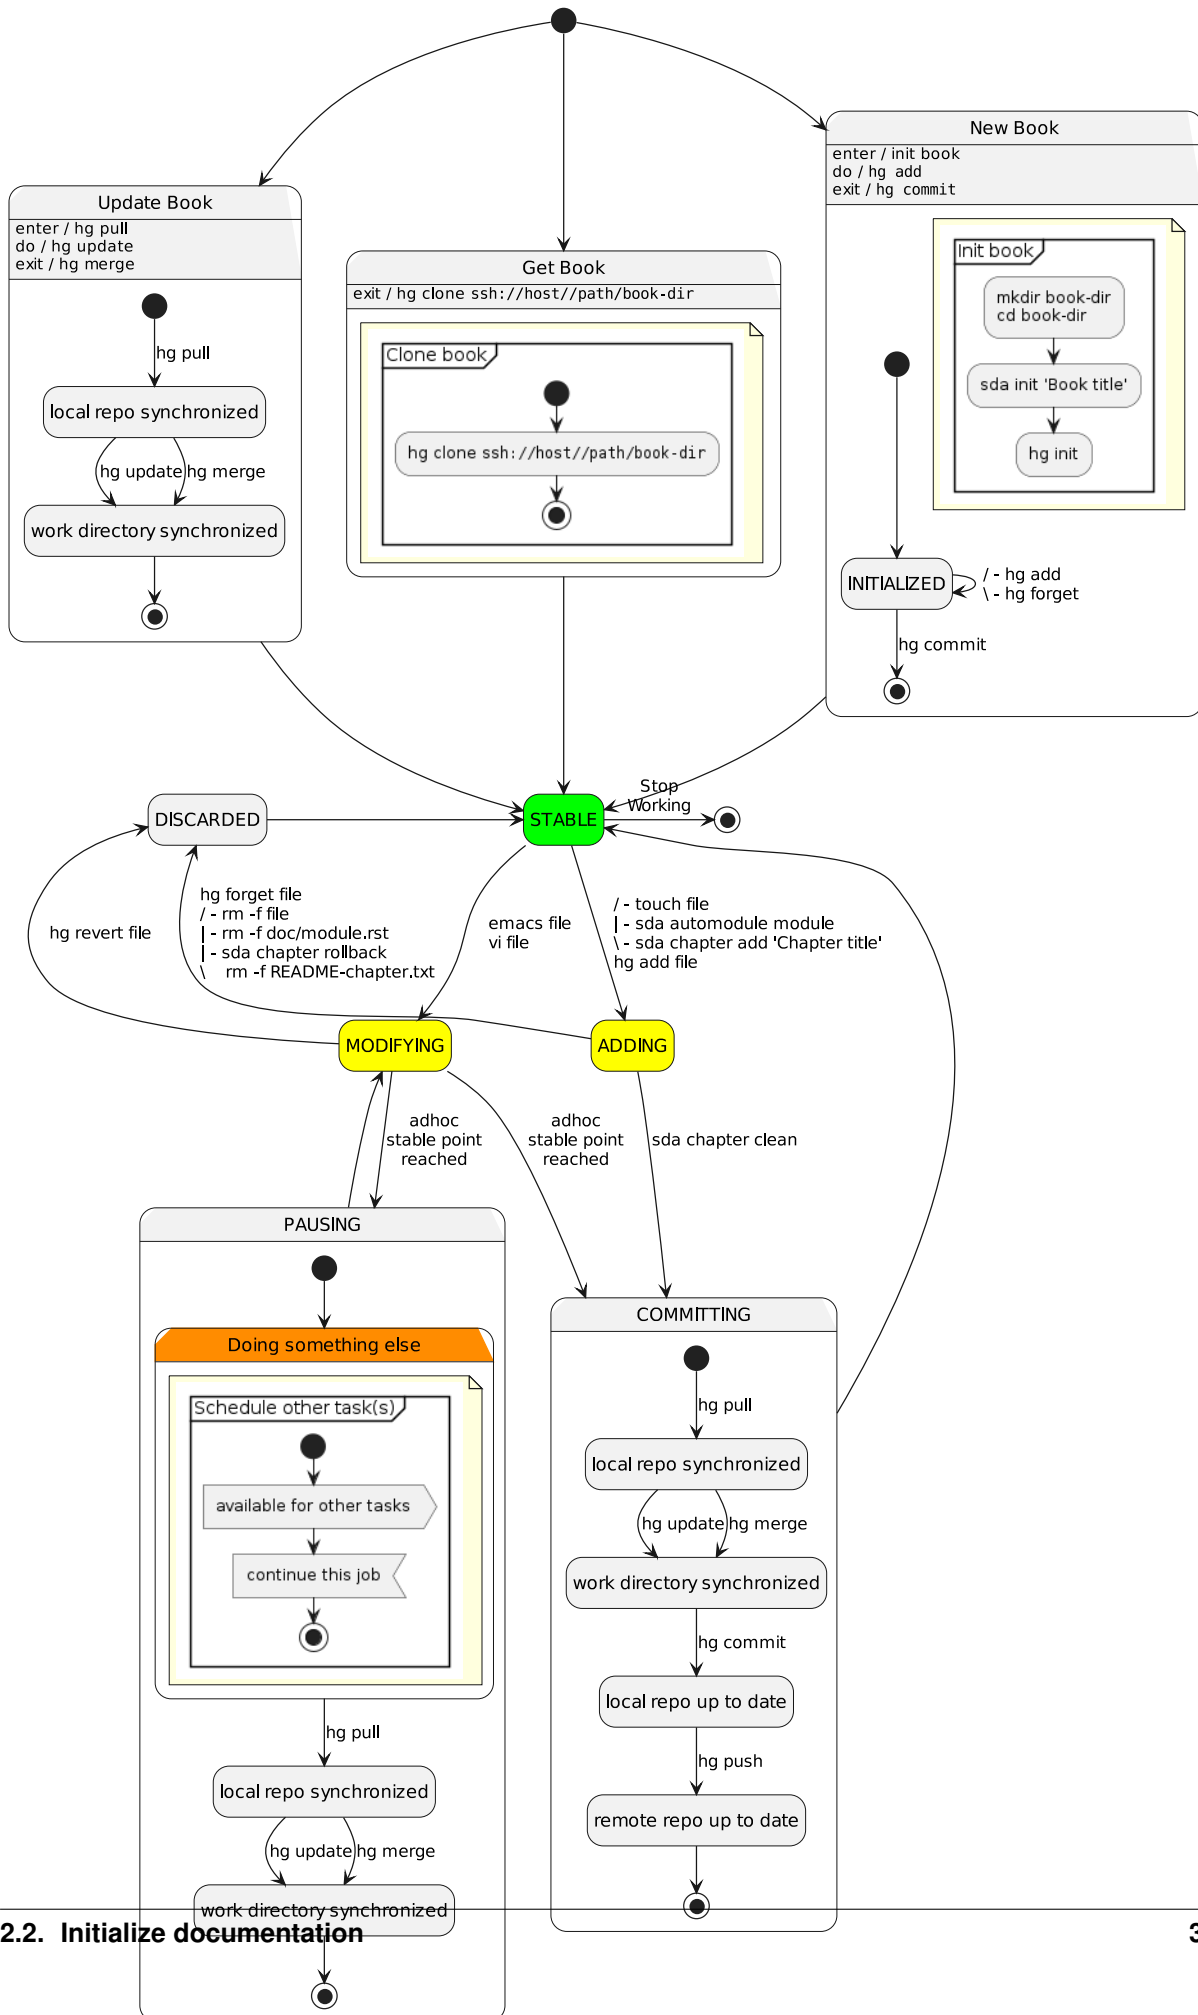 New Book
enter / init book
do / hg add
exit / hg commit
Init book
mkdir book-dir
cd book-dir
sda init 'Book title'
hg init
INITIALIZED
/ - hg add
\ - hg forget
hg commit
Update Book
enter / hg pull
do / hg update
exit / hg merge
hg pull
local repo synchronized
hg update
hg merge
work directory synchronized
Get Book
exit / hg clone ssh://host//path/book-dir
Clone book
hg clone ssh://host//path/book-dir
DISCARDED
STABLE
Stop
Working
hg revert file
hg forget file
/ - rm -f file
| - rm -f doc/module.rst
| - sda chapter rollback
\ rm -f README-chapter.txt
emacs file
vi file
/ - touch file
| - sda automodule module
\ - sda chapter add 'Chapter title'
hg add file
MODIFYING
ADDING
adhoc
stable point
reached
adhoc
stable point
reached
sda chapter clean
PAUSING
Doing something else
Schedule other task(s)
available for other tasks
continue this job
hg pull
local repo synchronized
hg update
hg merge
work directory synchronized
COMMITTING
hg pull
local repo synchronized
hg update
hg merge
work directory synchronized
hg commit
local repo up to date
hg push
remote repo up to date
2.2. Initialize documentation
3